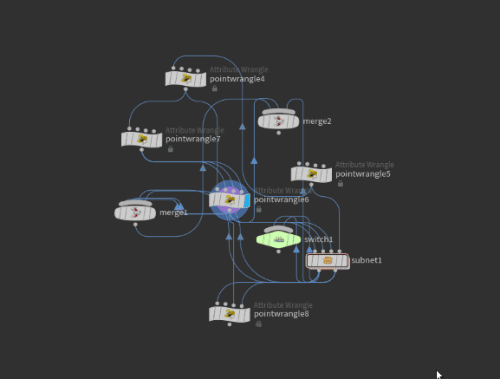 Attribute Wrangle
pointwrangle4
merge2
Attribute Wrangle
pointwrangle7
Attribute Wrangle
pointwrangle5
Attribute Wrangle
pointwrangle6
merge1
switch1
subnet1
Attribute Wrangle
pointwrangle8